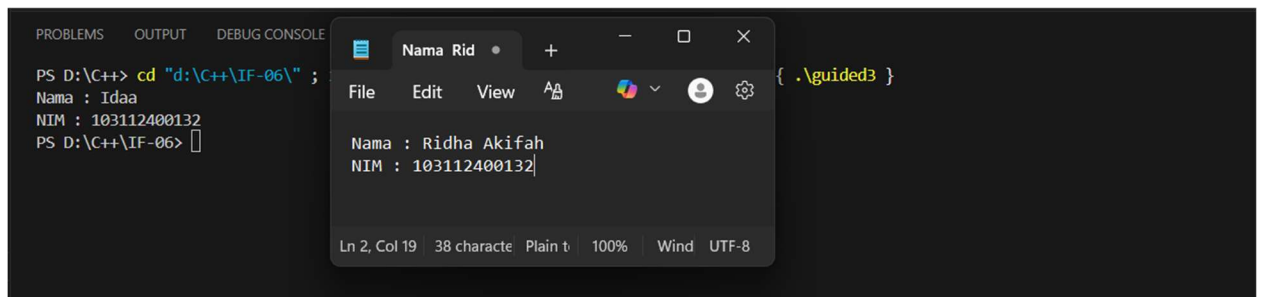 PROBLEMS OUTPUT DEBUG CONSOLE
PS D:\C++> cd "d:\C++\IF-06\" ; { .\guided3 }
Nama : Idaa
NIM : 103112400132
PS D:\C++\IF-06>
Nama Rid
File Edit View
Nama : Ridha Akifah
NIM : 103112400132
Ln 2, Col 19 38 characte Plain t 100% Wind UTF-8